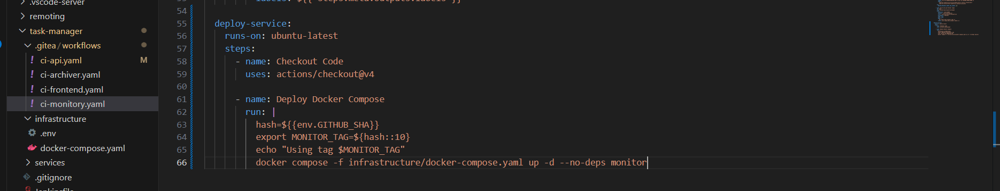 .vscode-server
remoting
task-manager
.gitea / workflows
! ci-api.yaml M
! ci-archiver.yaml
! ci-frontend.yaml
! ci-monitory.yaml
infrastructure
.env
docker-compose.yaml
services
.gitignore
Jenkinsfile
54
55 deploy-service:
56 runs-on: ubuntu-latest
57 steps:
58 - name: Checkout Code
59 uses: actions/checkout@v4
60
61 - name: Deploy Docker Compose
62 run: |
63 hash=${{env.GITHUB_SHA}}
64 export MONITOR_TAG=${hash::10}
65 echo "Using tag $MONITOR_TAG"
66 docker compose -f infrastructure/docker-compose.yaml up -d --no-deps monitor